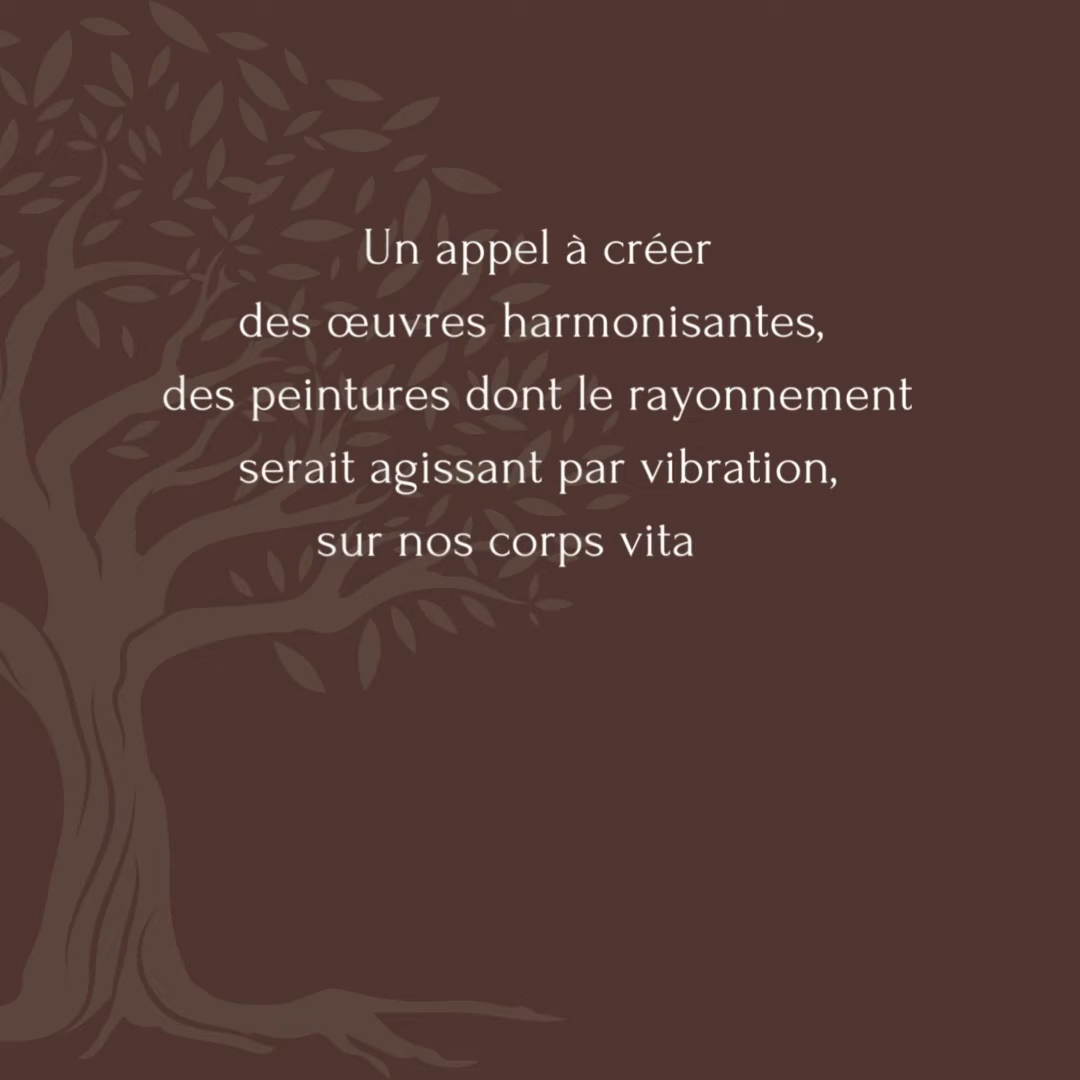 Un appel à créer
des œuvres harmonisantes,
des peintures dont le rayonnement
serait agissant par vibration,
sur nos corps vita